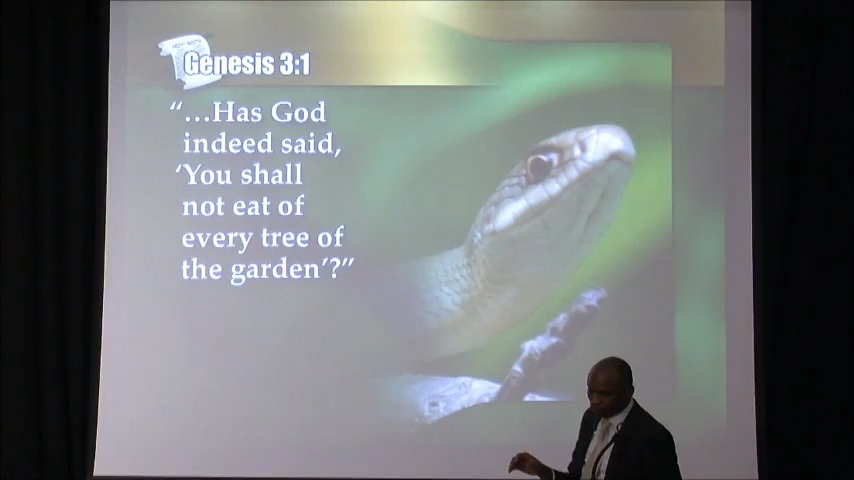 Genesis 3:1
“…Has God
indeed said,
‘You shall
not eat of
every tree of
the garden’?”